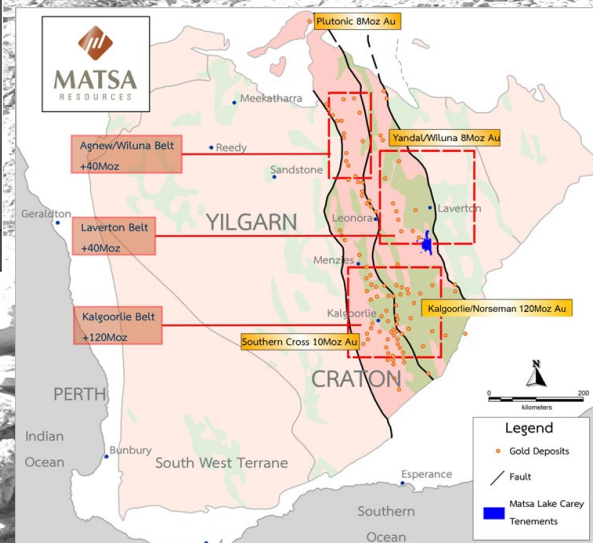 MATSA
RESOURCES
Plutonic 8Moz Au
Meekatharra
Agnew/Wiluna Belt
+40Moz
Reedy
Yandal/Wiluna 8Moz Au
Sandstone
Geraldton
Laverton Belt
+40Moz
YILGARN
Leonora
Laverton
Menzies
Kalgoorlie Belt
+120Moz
Kalgoorlie
Kalgoorlie/Norseman 120Moz Au
Southern Cross 10Moz Au
CRATON
PERTH
N
0
200
kilometers
Indian
Ocean
Bunbury
South West Terrane
Esperance
Southern
Ocean
Legend
Gold Deposits
Fault
Matsa Lake Carey
Tenements